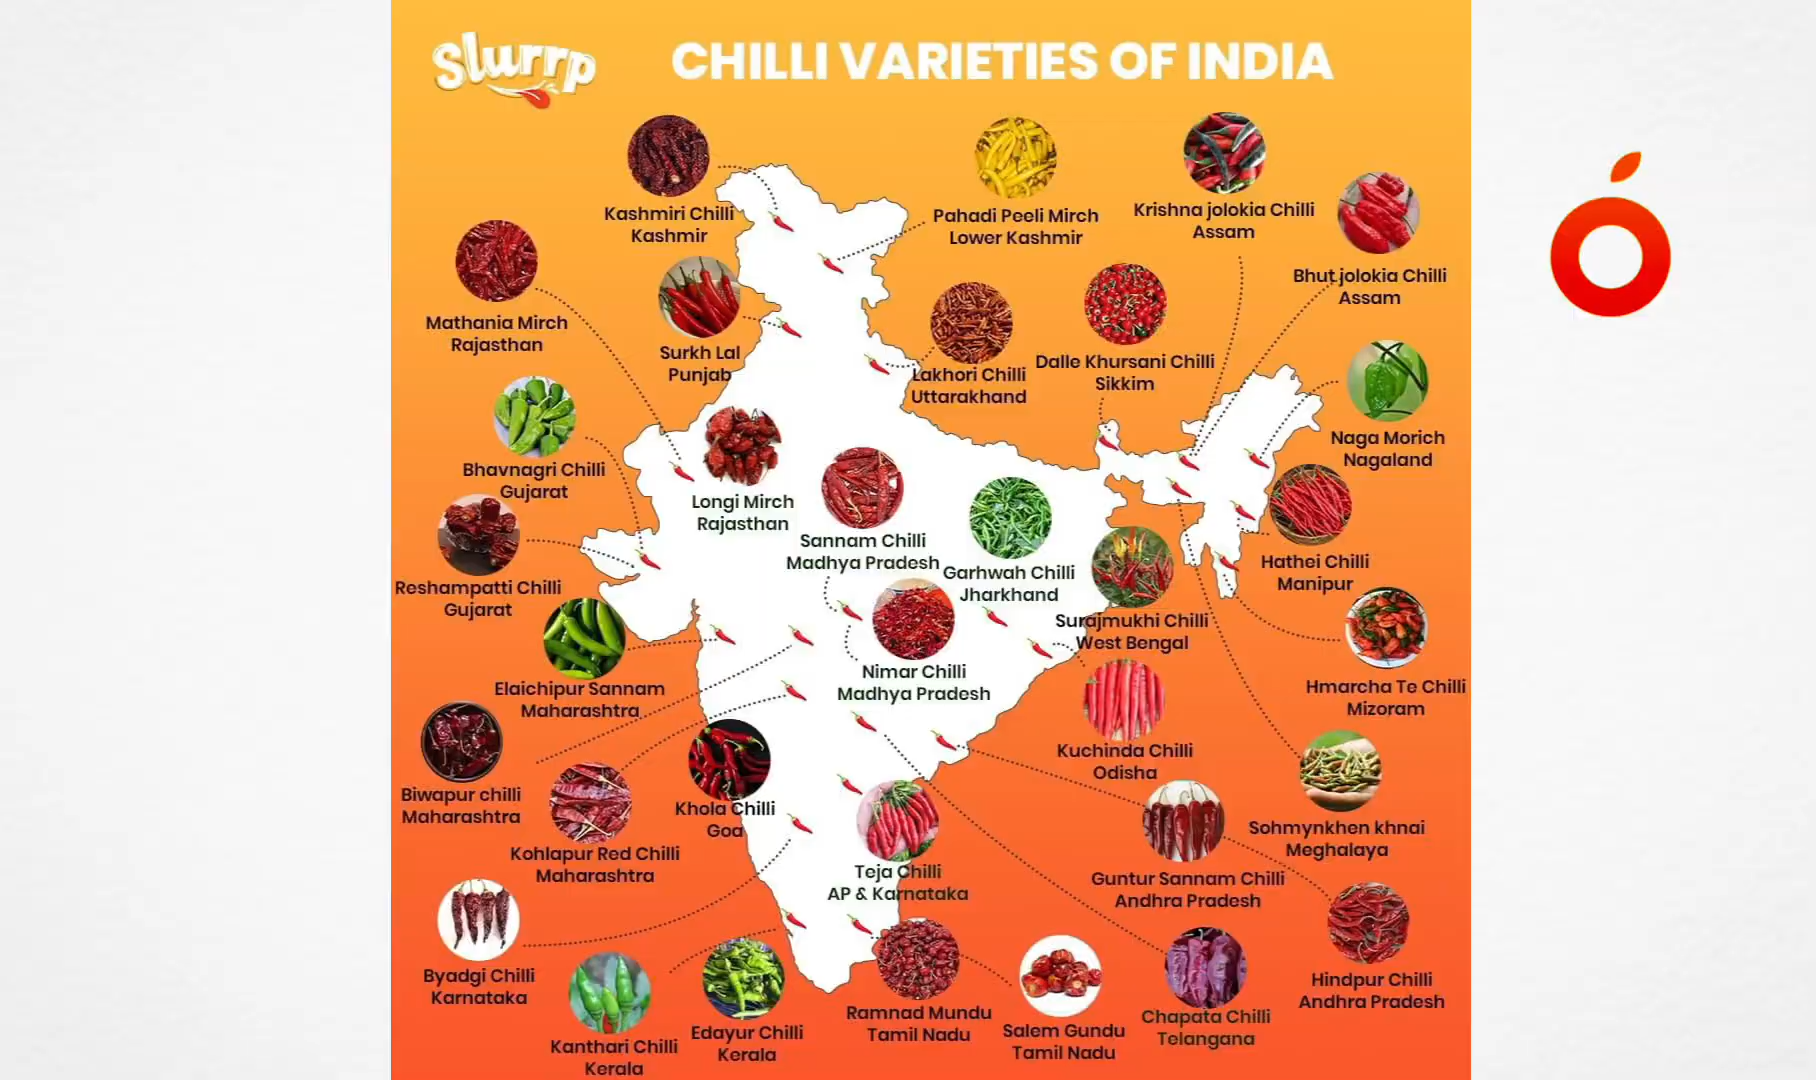 Slurrp
CHILLI VARIETIES OF INDIA
Kashmiri Chilli
Kashmir
Pahadi Peeli Mirch
Lower Kashmir
Krishna jolokia Chilli
Assam
Bhut jolokia Chilli
Assam
Mathania Mirch
Rajasthan
Surkh Lal
Punjab
Lakhori Chilli
Uttarakhand
Dalle Khursani Chilli
Sikkim
Naga Morich
Nagaland
Bhavnagri Chilli
Gujarat
Longi Mirch
Rajasthan
Sannam Chilli
Madhya Pradesh
Garhwah Chilli
Jharkhand
Hathei Chilli
Manipur
Reshampatti Chilli
Gujarat
Surajmukhi Chilli
West Bengal
Nimar Chilli
Madhya Pradesh
Elaichipur Sannam
Maharashtra
Hmarcha Te Chilli
Mizoram
Kuchinda Chilli
Odisha
Biwapur chilli
Maharashtra
Khola Chilli
Goa
Sohmynkhen khnai
Meghalaya
Kohlapur Red Chilli
Maharashtra
Teja Chilli
AP & Karnataka
Guntur Sannam Chilli
Andhra Pradesh
Byadgi Chilli
Karnataka
Hindpur Chilli
Andhra Pradesh
Kanthari Chilli
Kerala
Edayur Chilli
Kerala
Ramnad Mundu
Tamil Nadu
Salem Gundu
Tamil Nadu
Chapata Chilli
Telangana